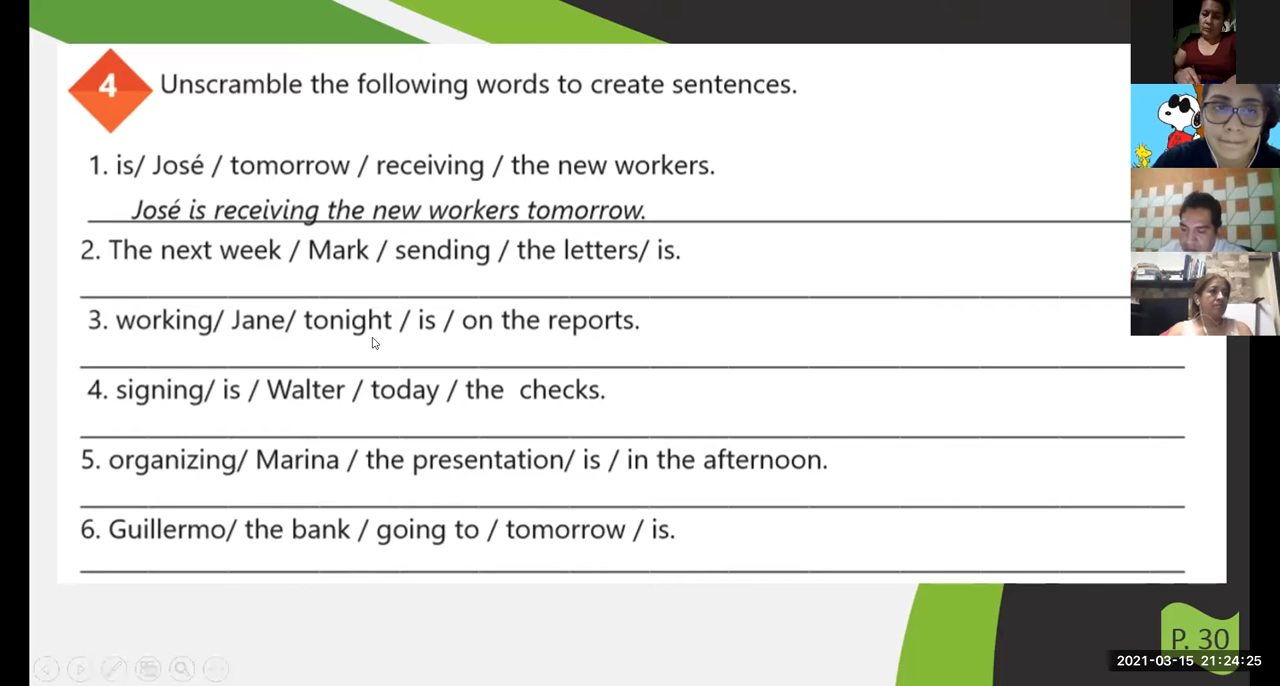 4 Unscramble the following words to create sentences.
1. is/ José / tomorrow / receiving / the new workers.
José is receiving the new workers tomorrow.
2. The next week / Mark / sending / the letters/ is.
3. working/ Jane/ tonight / is / on the reports.
4. signing/ is / Walter / today / the checks.
5. organizing/ Marina / the presentation/ is / in the afternoon.
6. Guillermo/ the bank / going to / tomorrow / is.
P. 30
2021-03-15 21:24:25